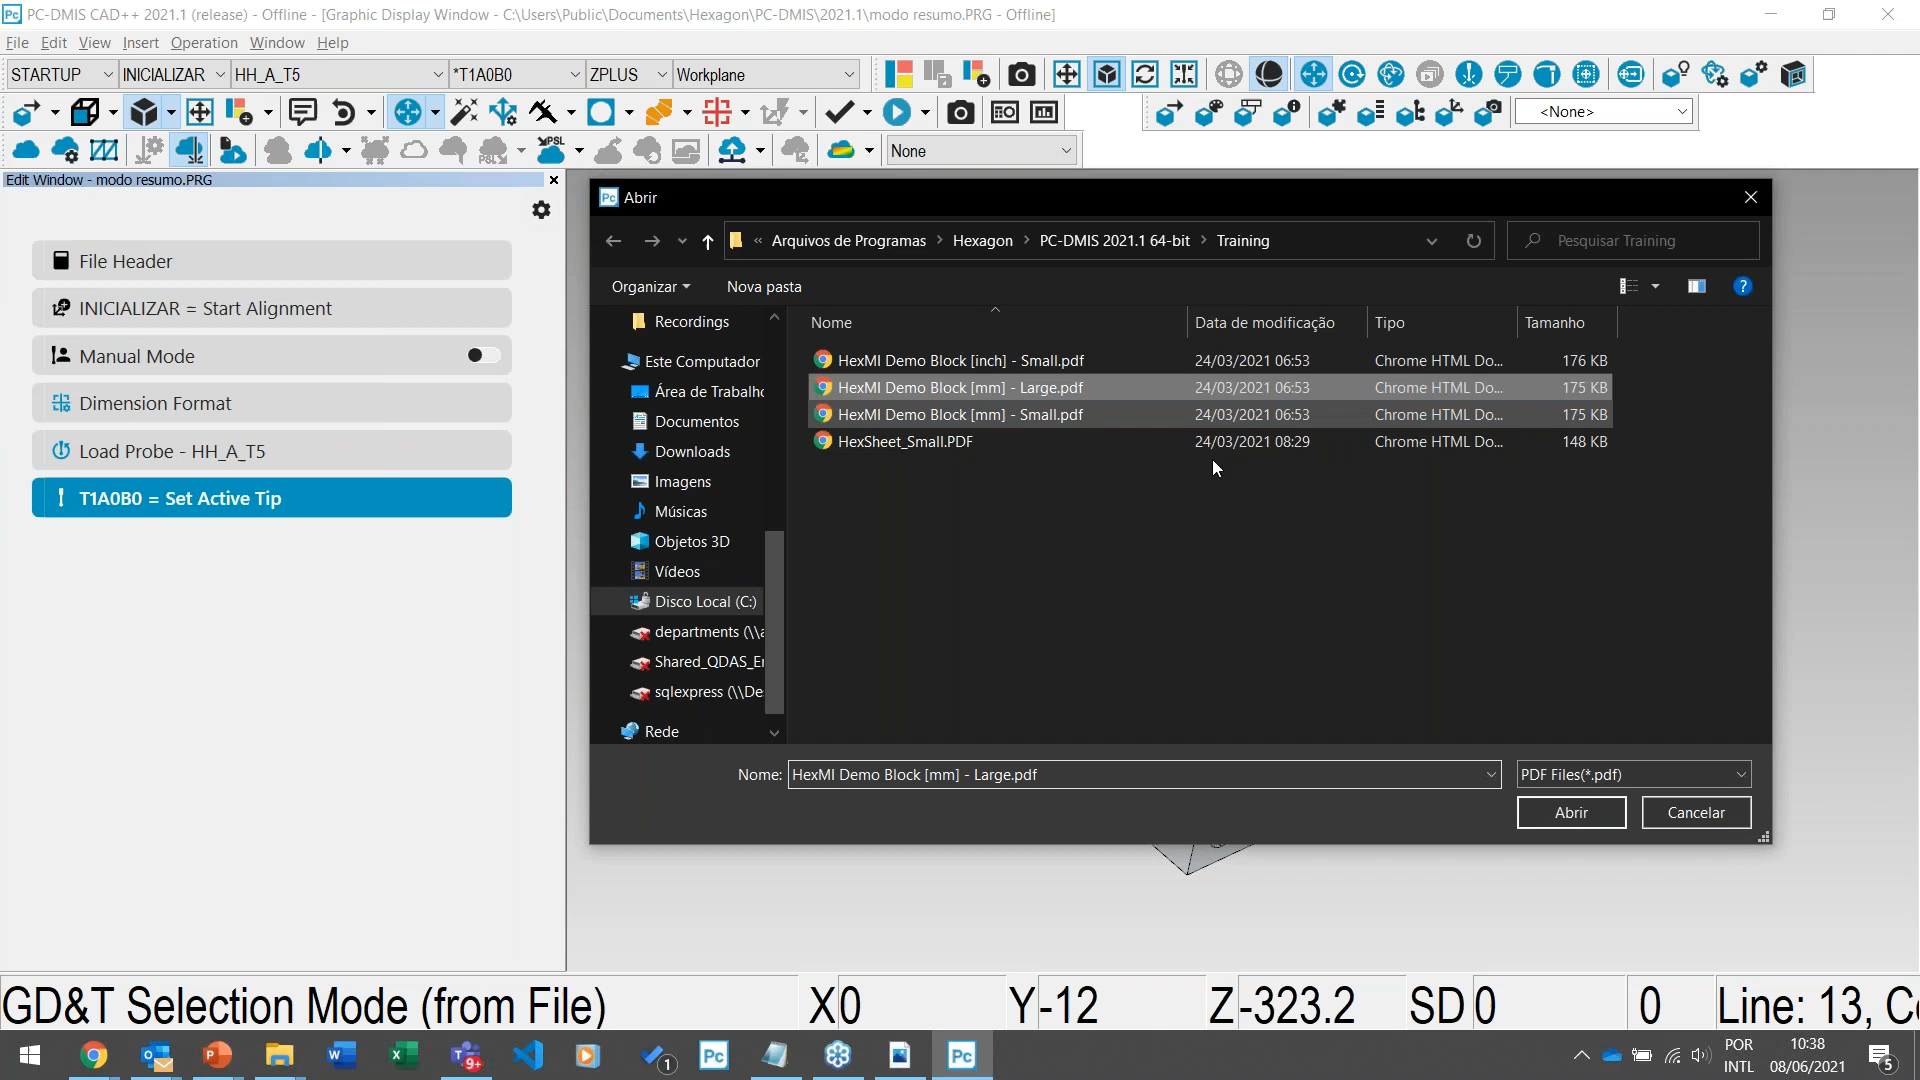 PC-DMIS CAD++ 2021.1 (release) - Offline - [Graphic Display Window - C:\Users\Public\Documents\Hexagon\PC-DMIS\2021.1\modo resumo.PRG - Offline]
File Edit View Insert Operation Window Help
STARTUP INICIALIZAR HH_A_T5 *T1A0B0 ZPLUS Workplane
<None>
None
Edit Window - modo resumo.PRG
File Header
INICIALIZAR = Start Alignment
Manual Mode
Dimension Format
Load Probe - HH_A_T5
T1A0B0 = Set Active Tip
Abrir
« Arquivos de Programas > Hexagon > PC-DMIS 2021.1 64-bit > Training
Pesquisar Training
Organizar Nova pasta
Recordings
Este Computador
Área de Trabalho
Documentos
Downloads
Imagens
Músicas
Objetos 3D
Vídeos
Disco Local (C:)
departments (\\a
Shared_QDAS_Er
sqlexpress (\\De
Rede
Nome Data de modificação Tipo Tamanho
HexMI Demo Block [inch] - Small.pdf 24/03/2021 06:53 Chrome HTML Do... 176 KB
HexMI Demo Block [mm] - Large.pdf 24/03/2021 06:53 Chrome HTML Do... 175 KB
HexMI Demo Block [mm] - Small.pdf 24/03/2021 06:53 Chrome HTML Do... 175 KB
HexSheet_Small.PDF 24/03/2021 08:29 Chrome HTML Do... 148 KB
Nome: HexMI Demo Block [mm] - Large.pdf PDF Files(*.pdf)
Abrir Cancelar
GD&T Selection Mode (from File) X 0 Y -12 Z -323.2 SD 0 0 Line: 13, Co
POR
INTL
10:38
08/06/2021
5